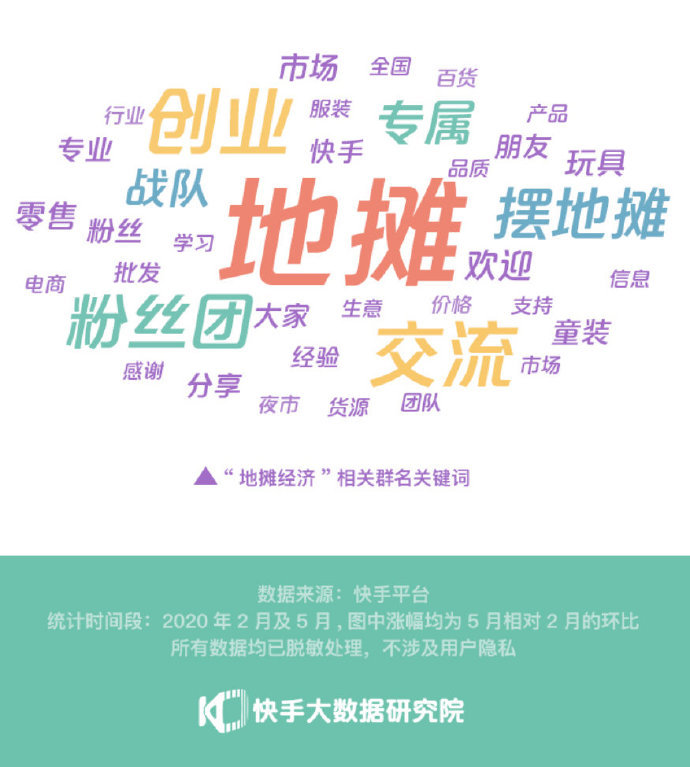 市场 全国 百货
行业 创业 服装 专属 产品
专业 快手 朋友 玩具
战队 地摊 品质 摆地摊
零售 粉丝 学习 欢迎
电商 批发 信息
粉丝团 大家 生意 价格 支持 童装
感谢 经验 交流 市场
分享 夜市 货源 团队
▲“地摊经济”相关群名关键词
数据来源：快手平台
统计时间段：2020 年 2 月及 5 月 , 图中涨幅均为 5 月相对 2 月的环比
所有数据均已脱敏处理，不涉及用户隐私
快手大数据研究院